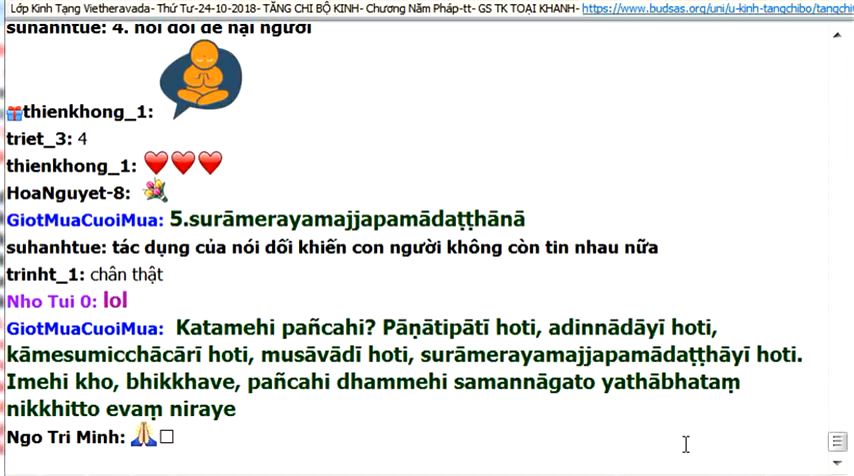 Lớp Kinh Tạng Vietheravada- Thứ Tư-24-10-2018- TĂNG CHI BỘ KINH- Chương Năm Pháp-tt- GS TK TOẠI KHANH- https://www.budsas.org/uni/u-kinh-tangchibo/tangchi
suhanhtue: 4. nói dối để hại người
thienkhong_1:
triet_3: 4
thienkhong_1: ❤❤❤
HoaNguyet-8: 💐
GiotMuaCuoiMua: 5.surāmerayamajjapamādaṭṭhānā
suhanhtue: tác dụng của nói dối khiến con người không còn tin nhau nữa
trinht_1: chân thật
Nho Tui 0: lol
GiotMuaCuoiMua: Katamehi pañcahi? Pāṇātipātī hoti, adinnādāyī hoti,
kāmesumicchācārī hoti, musāvādī hoti, surāmerayamajjapamādaṭṭhāyī hoti.
Imehi kho, bhikkhave, pañcahi dhammehi samannāgato yathābhataṃ
nikkhitto evaṃ niraye
Ngo Tri Minh: 🙏□